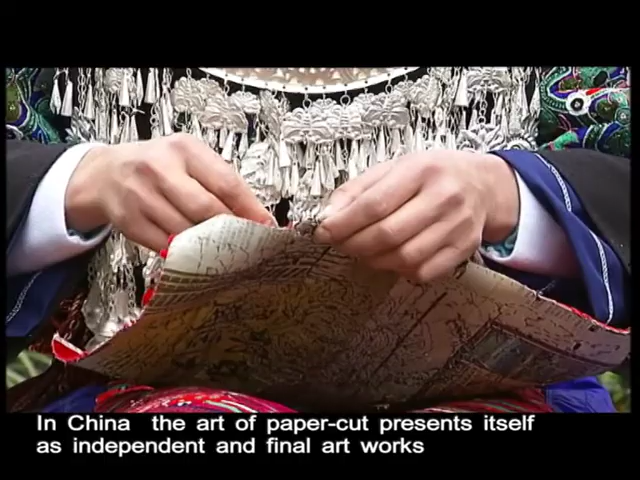 In China the art of paper-cut presents itself
as independent and final art works